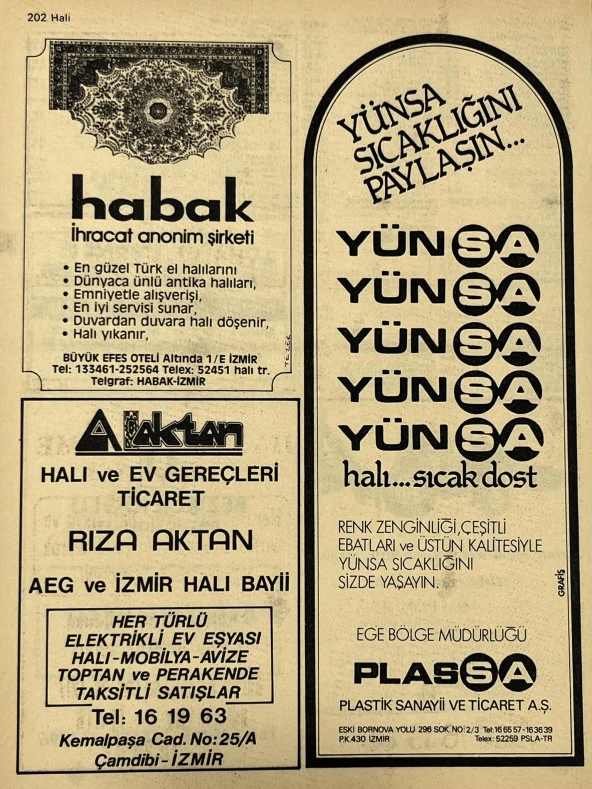 202 Hali
habak
İhracat anonim şirketi
• En güzel Türk el halılarını
• Dünyaca ünlü antika halıları,
• Emniyetle alışverişi,
• En iyi servisi sunar,
• Duvardan duvara halı döşenir,
• Halı yıkanır,
TEZEL
BÜYÜK EFES OTELİ Altında 1/E İZMİR
Tel: 133461-252564 Telex: 52451 halı tr.
Telgraf: HABAK-İZMİR
aktan
HALI ve EV GEREÇLERİ
TİCARET
RIZA AKTAN
AEG ve İZMİR HALI BAYİİ
HER TÜRLÜ
ELEKTRİKLİ EV EŞYASI
HALI-MOBİLYA-AVİZE
TOPTAN ve PERAKENDE
TAKSİTLİ SATIŞLAR
Tel: 16 19 63
Kemalpaşa Cad. No: 25/A
Çamdibi - İZMİR
YÜNSA
SICAKLIĞINI
PAYLAŞIN...
YÜNSA
YÜNSA
YÜNSA
YÜNSA
YÜNSA
halı...sıcak dost
RENK ZENGİNLİĞİ,ÇEŞİTLİ
EBATLARI ve ÜSTÜN KALİTESİYLE
YÜNSA SICAKLIĞINI
SİZDE YAŞAYIN.
GRAFİŞ
EGE BÖLGE MÜDÜRLÜĞÜ
PLASSA
PLASTİK SANAYİİ VE TİCARET A.Ş.
ESKİ BORNOVA YOLU 296 SOK. NO: 2/3 Tel: 16 65 57-16 36 39
P.K. 430 İZMİR Telex: 52259 PSLA-TR